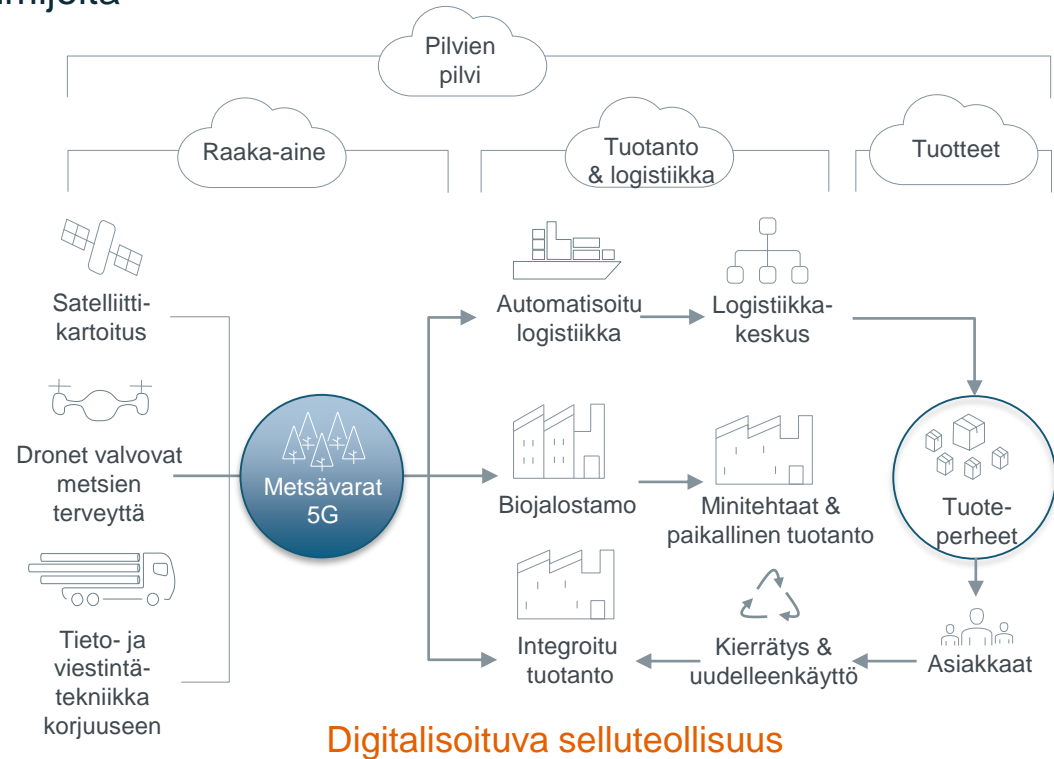 Pilvien
pilvi
Raaka-aine
Tuotanto
& logistiikka
Tuotteet
Satelliitti-
kartoitus
Automatisoitu
logistiikka
Logistiikka-
keskus
Dronet valvovat
metsien
terveyttä
Metsävarat
5G
Biojalostamo
Minitehtaat &
paikallinen tuotanto
Tuote-
perheet
Tieto- ja
viestintä-
tekniikka
korjuuseen
Integroitu
tuotanto
Kierrätys &
uudelleenkäyttö
Asiakkaat
Digitalisoituva selluteollisuus